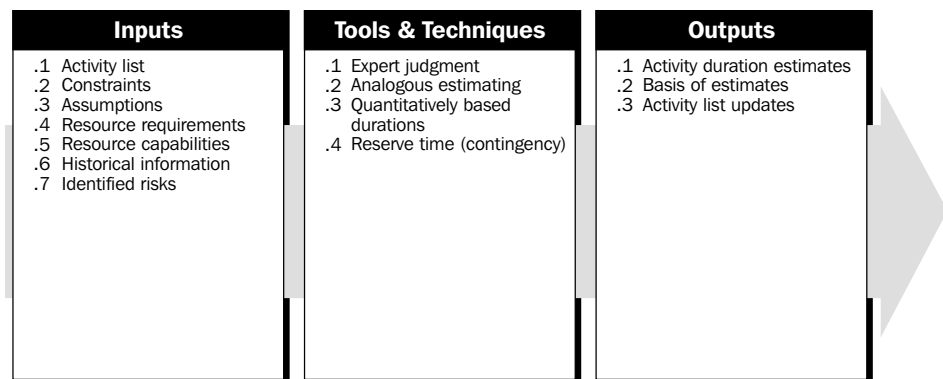 Inputs
.1 Activity list
.2 Constraints
.3 Assumptions
.4 Resource requirements
.5 Resource capabilities
.6 Historical information
.7 Identified risks
Tools & Techniques
.1 Expert judgment
.2 Analogous estimating
.3 Quantitatively based
durations
.4 Reserve time (contingency)
Outputs
.1 Activity duration estimates
.2 Basis of estimates
.3 Activity list updates